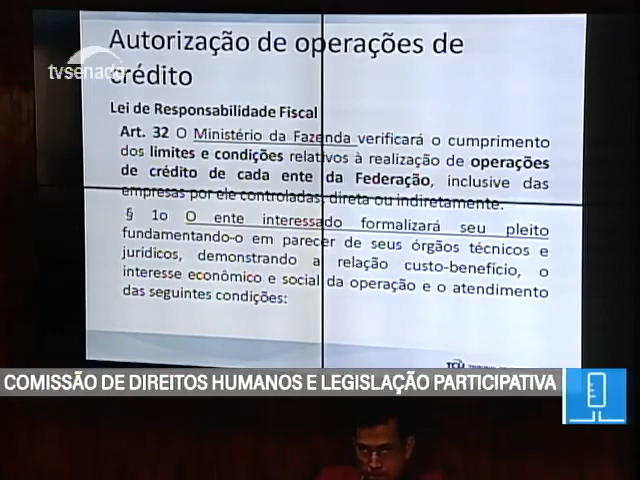 Autorização de operações de
crédito
tvsenado
Lei de Responsabilidade Fiscal
Art. 32 O Ministério da Fazenda verificará o cumprimento
dos limites e condições relativos à realização de operações
de crédito de cada ente da Federação, inclusive das
empresas por ele controladas, direta ou indiretamente.
§ 1o O ente interessado formalizará seu pleito
fundamentando-o em parecer de seus órgãos técnicos e
jurídicos, demonstrando a relação custo-benefício, o
interesse econômico e social da operação e o atendimento
das seguintes condições:
TCU
COMISSÃO DE DIREITOS HUMANOS E LEGISLAÇÃO PARTICIPATIVA